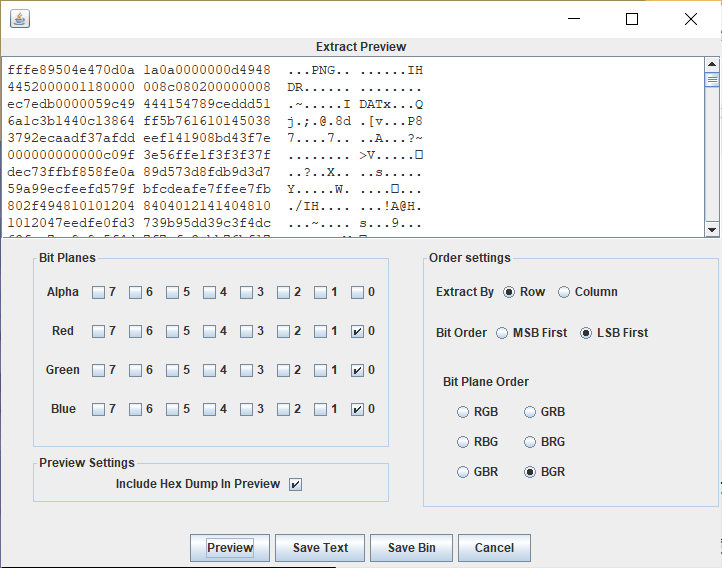 Extract Preview
fffe89504e470d0a 1a0a0000000d4948 ...PNG.. ......IH
4452000001180000 008c080200000008 DR...... ........
ec7edb0000059c49 444154789ceddd51 .~.....I DATx...Q
6a1c3b1440c13864 ff5b761610145038 j.;.@.8d .[v...P8
3792ecaadf37afdd eeef141908bd43f7e 7....7.. ..A...?~
000000000000c09f 3e56ffe1f3f3f37f ........ >V.....
dec73ffbf858fe0a 89d573d8fdb9d3d7 ..?..X.. ..s.....
59a99ecfeefd579f bfcdeafe7ffee7fb Y.....W. ........
802f494810101204 8404012141404810 ./IH.... ...!A@H.
1012047eedfe0fd3 739b95dd39c3f4dc ...~.... s...9...
Bit Planes
Alpha 7 6 5 4 3 2 1 0
Red 7 6 5 4 3 2 1 0
Green 7 6 5 4 3 2 1 0
Blue 7 6 5 4 3 2 1 0
Preview Settings
Include Hex Dump In Preview
Order settings
Extract By Row Column
Bit Order MSB First LSB First
Bit Plane Order
RGB GRB
RBG BRG
GBR BGR
Preview Save Text Save Bin Cancel